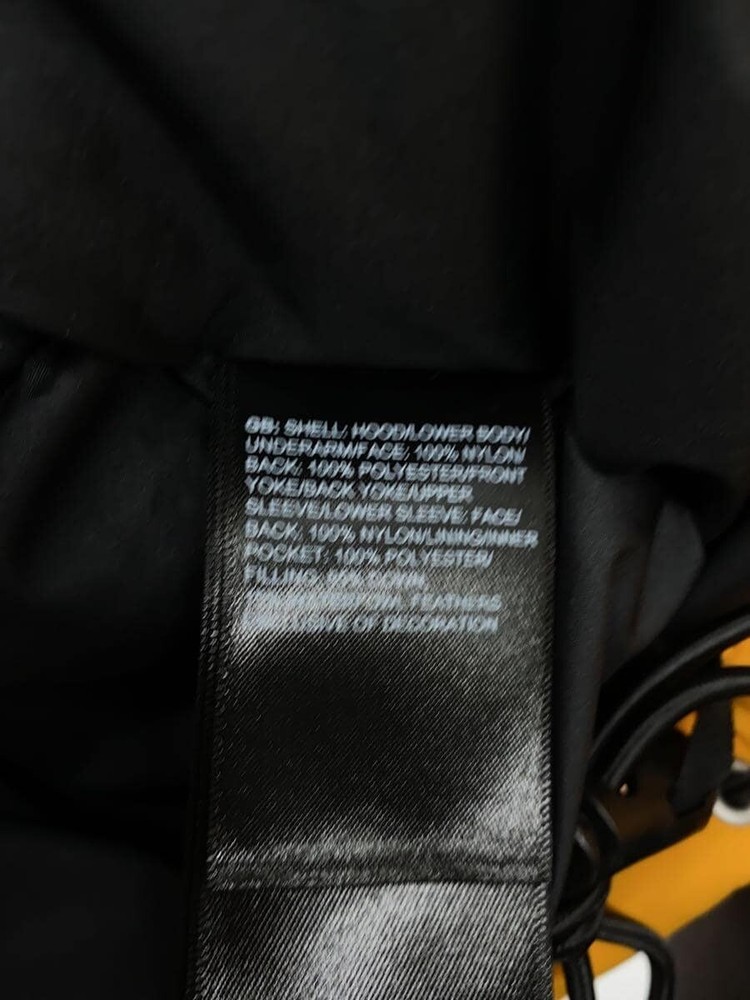 GB: SHELL: HOOD/LOWER BODY/
UNDERARM/FACE: 100% NYLON/
BACK: 100% POLYESTER/FRONT
YOKE/BACK YOKE/UPPER
SLEEVE/LOWER SLEEVE: FACE/
BACK: 100% NYLON/LINING/INNER
POCKET: 100% POLYESTER/
FILLING: DOWN
FEATHERS
OF DECORATION